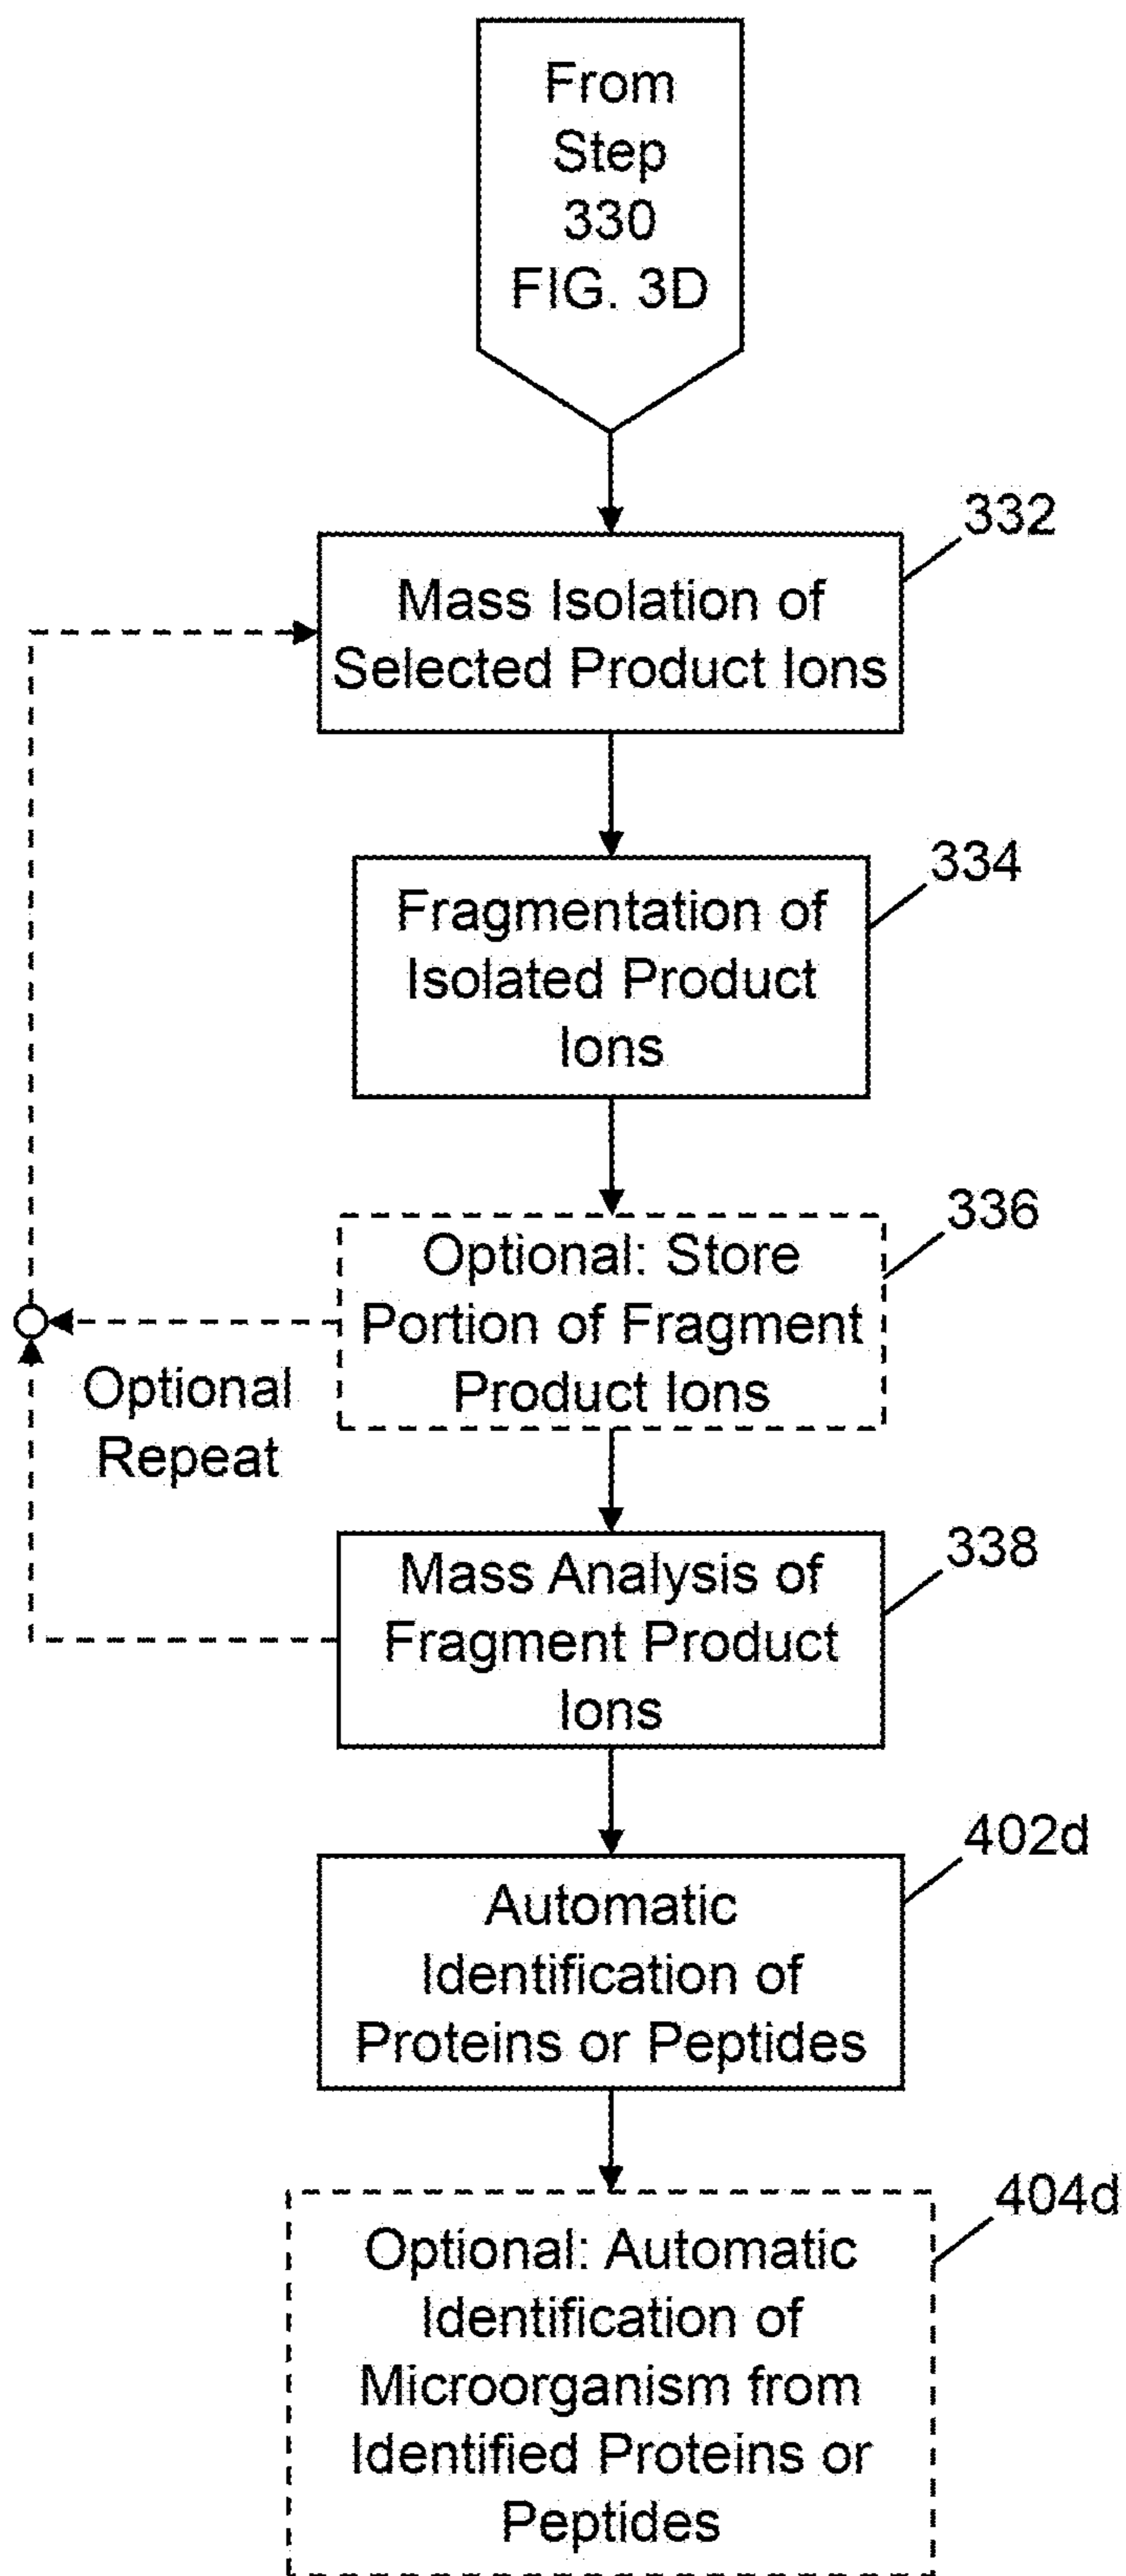 From
Step
330
FIG. 3D
332
Mass Isolation of
Selected Product Ions
334
Fragmentation of
Isolated Product
Ions
336
Optional: Store
Portion of Fragment
Product Ions
Optional
Repeat
338
Mass Analysis of
Fragment Product
Ions
402d
Automatic
Identification of
Proteins or Peptides
404d
Optional: Automatic
Identification of
Microorganism from
Identified Proteins or
Peptides